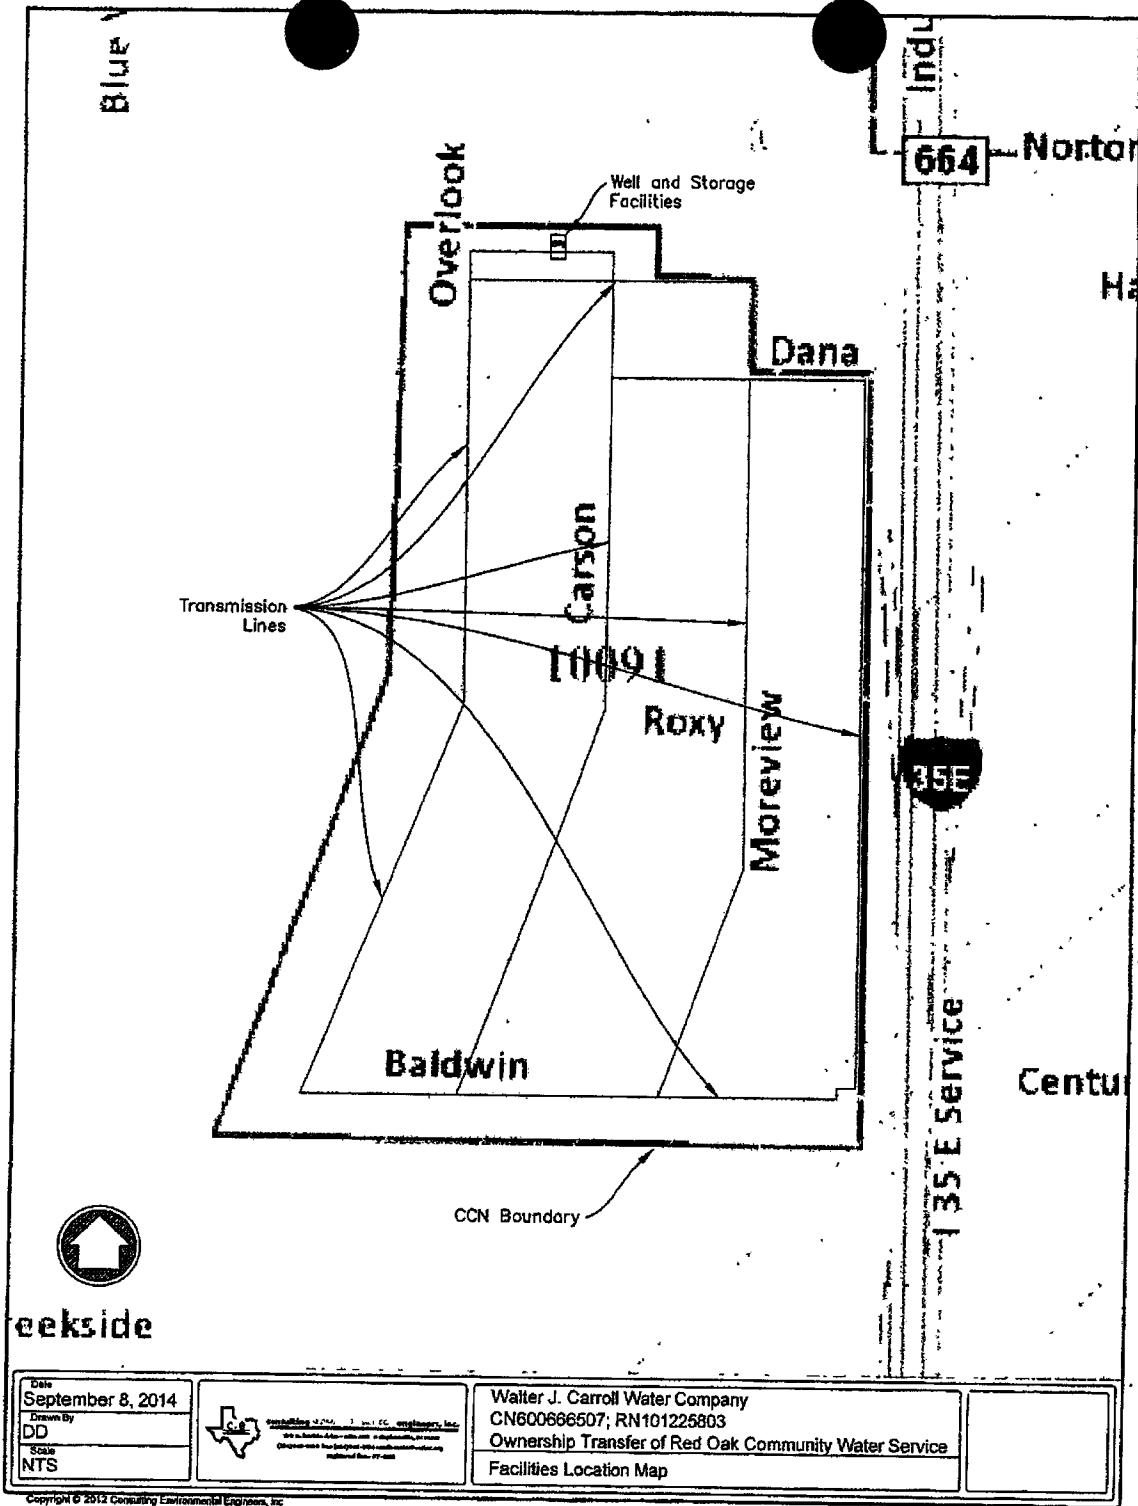 Blue
Indu
664
Norton
Overlook
Well and Storage
Facilities
Ha
Dana
Carson
Transmission
Lines
10091
Roxy
Moreview
35E
Baldwin
I 35 E Service
Centu
CCN Boundary
eekside
Date
September 8, 2014
Drawn By
DD
Scale
NTS
consulting engineers, inc.
Walter J. Carroll Water Company
CN600666507; RN101225803
Ownership Transfer of Red Oak Community Water Service
Facilities Location Map
Copyright © 2012 Consulting Environmental Engineers, Inc